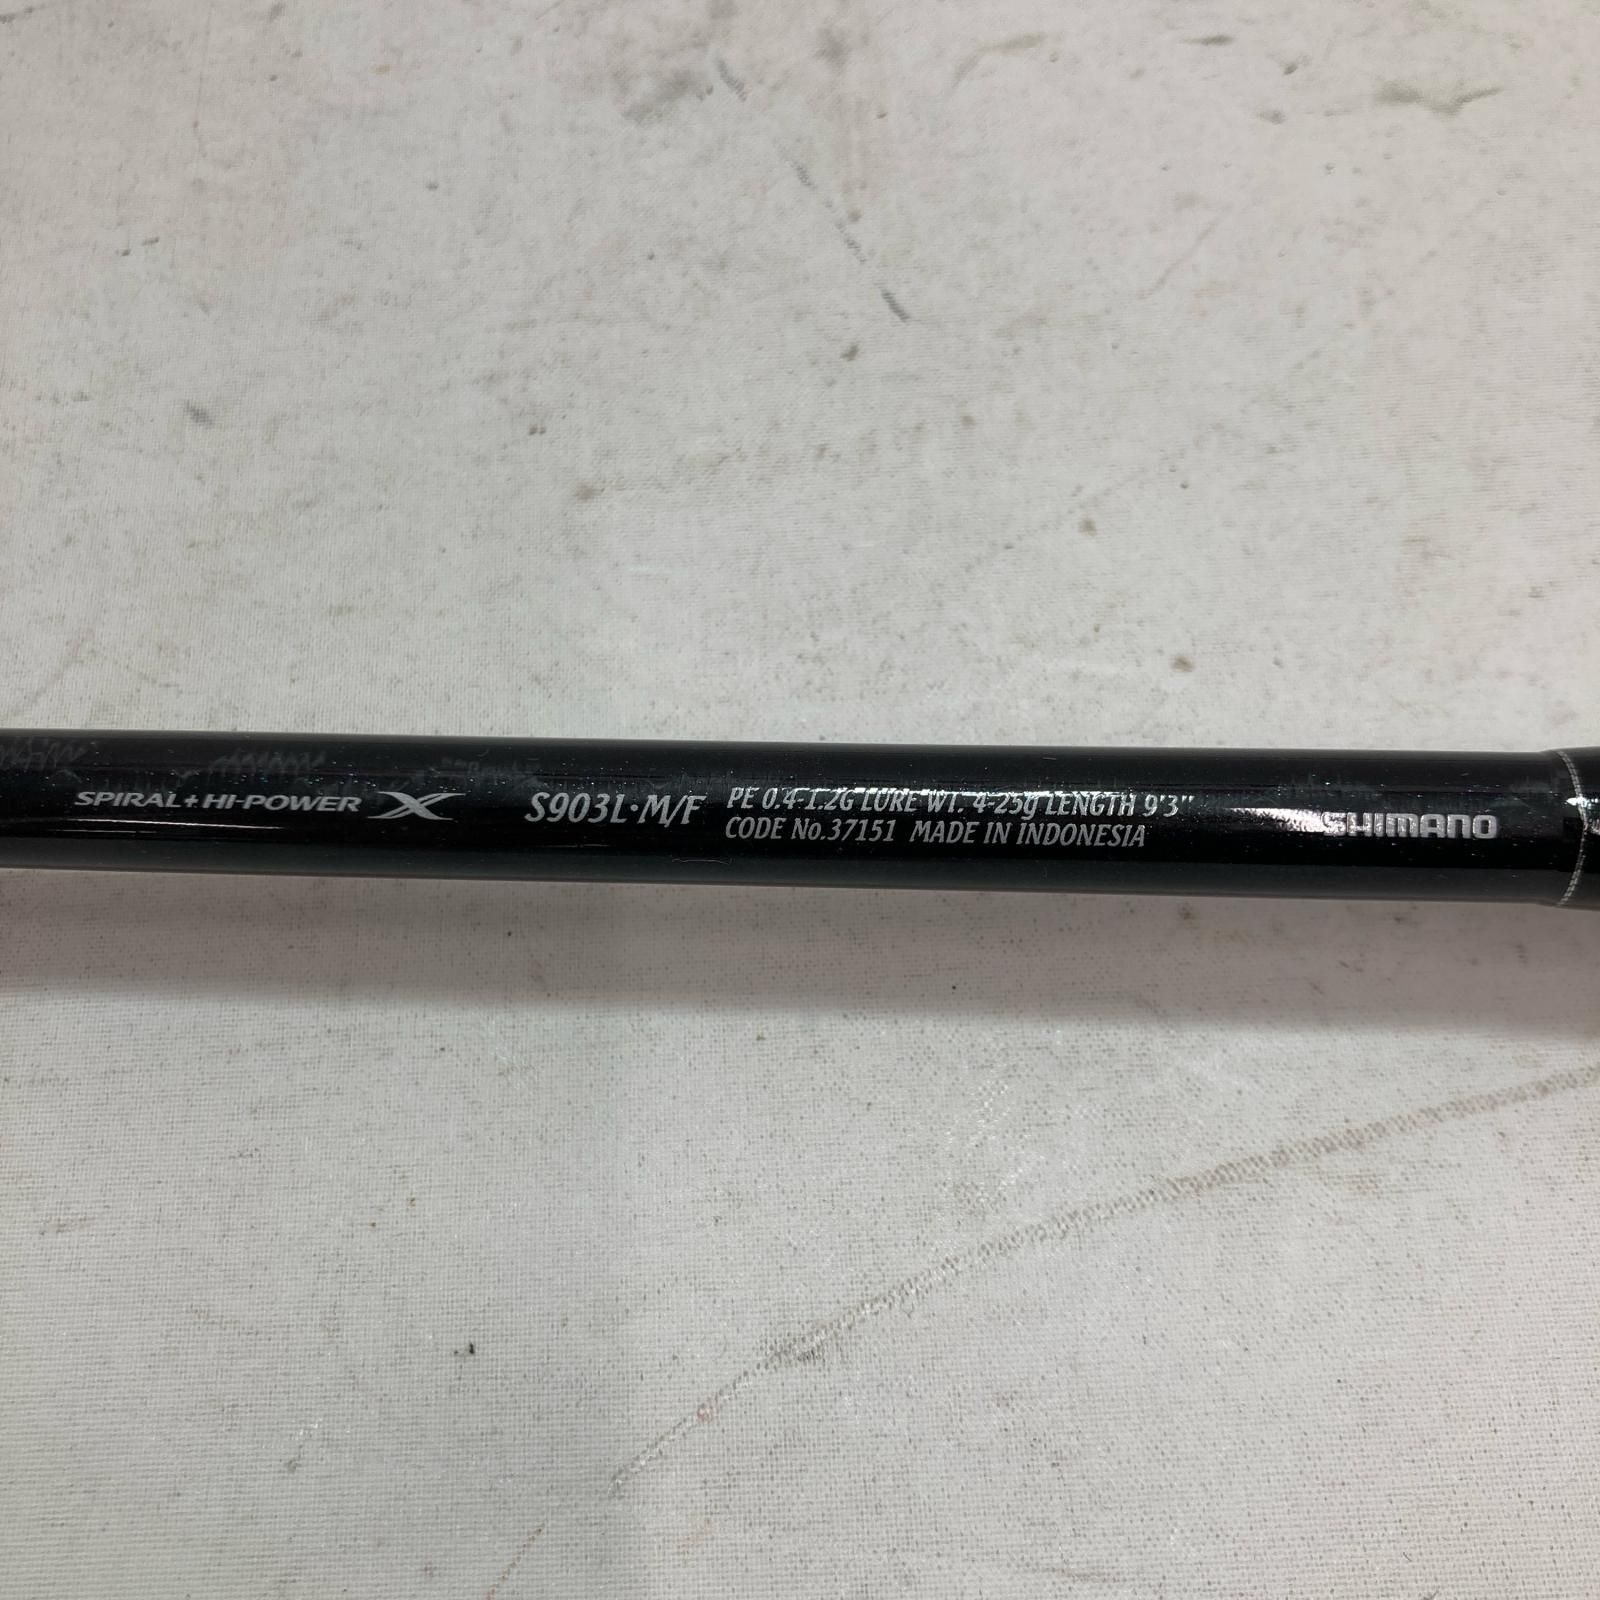 SPIRAL+HI-POWER X S903L・M/F
PE 0.4-1.2G LURE WT. 4-25g LENGTH 9'3"
CODE No.37151 MADE IN INDONESIA
SHIMANO